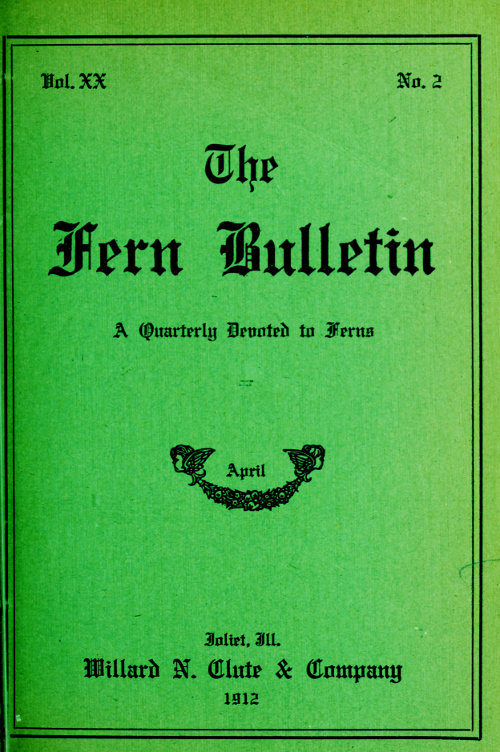 Vol. XX No. 2
The
Fern Bulletin
A Quarterly Devoted to Ferns
April
Joliet, Ill.
Willard N. Clute & Company
1912